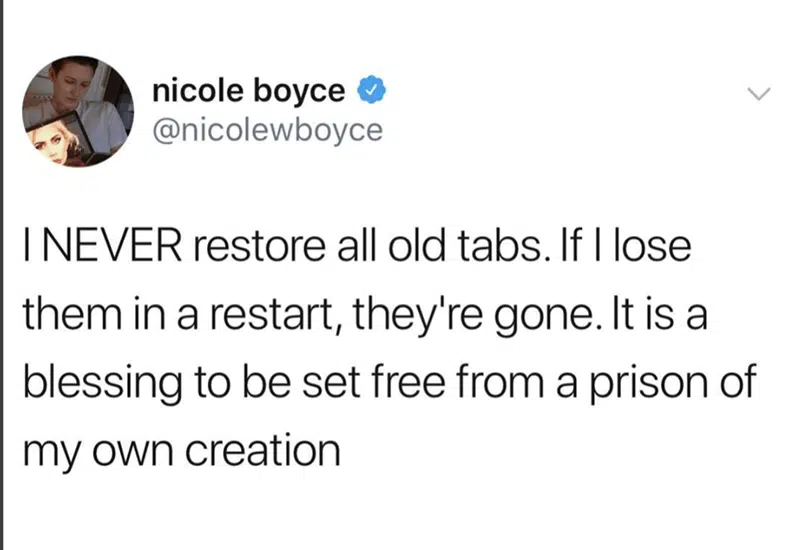 nicole boyce
@nicolewboyce
I NEVER restore all old tabs. If I lose
them in a restart, they're gone. It is a
blessing to be set free from a prison of
my own creation